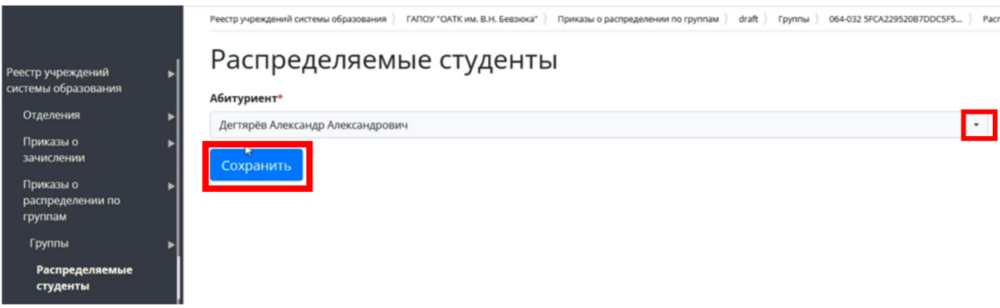 Реестр учреждений системы образования ⟩ ГАПОУ "ОАТК им. В.Н. Бевзюка" ⟩ Приказы о распределении по группам ⟩ draft ⟩ Группы ⟩ 064-032 5FCA229520B7DDC5F5... ⟩
Распределяемые студенты
Реестр учреждений
системы образования
Отделения
Приказы о
зачислении
Приказы о
распределении по
группам
Группы
Распределяемые
студенты
Абитуриент*
Дегтярёв Александр Александрович
Сохранить